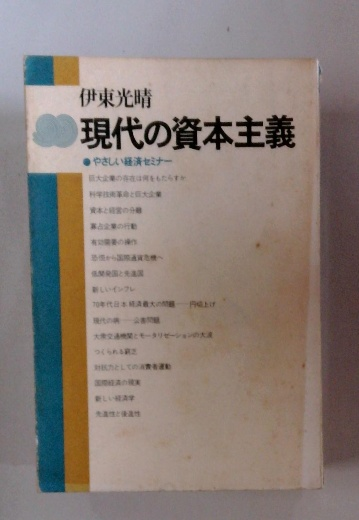 伊東光晴
現代の資本主義
●やさしい経済セミナー
巨大企業の存在は何をもたらすか
科学技術革命と巨大企業
資本と経営の分離
寡占企業の行動
有効需要の操作
恐慌から国際通貨危機へ
低開発国と先進国
新しいインフレ
70年代日本経済最大の問題……円切上げ
現代の病……公害問題
大衆交通機関とモータリゼーションの大波
つくられる貧乏
対抗力としての消費者運動
国際経済の現実
新しい経済学
先進性と後進性